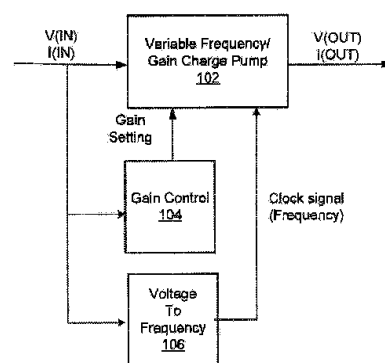 V(IN)
I(IN)
Variable Frequency/
Gain Charge Pump
102
V(OUT)
I(OUT)
Gain
Setting
Gain Control
104
Clock signal
(Frequency)
Voltage
To
Frequency
106